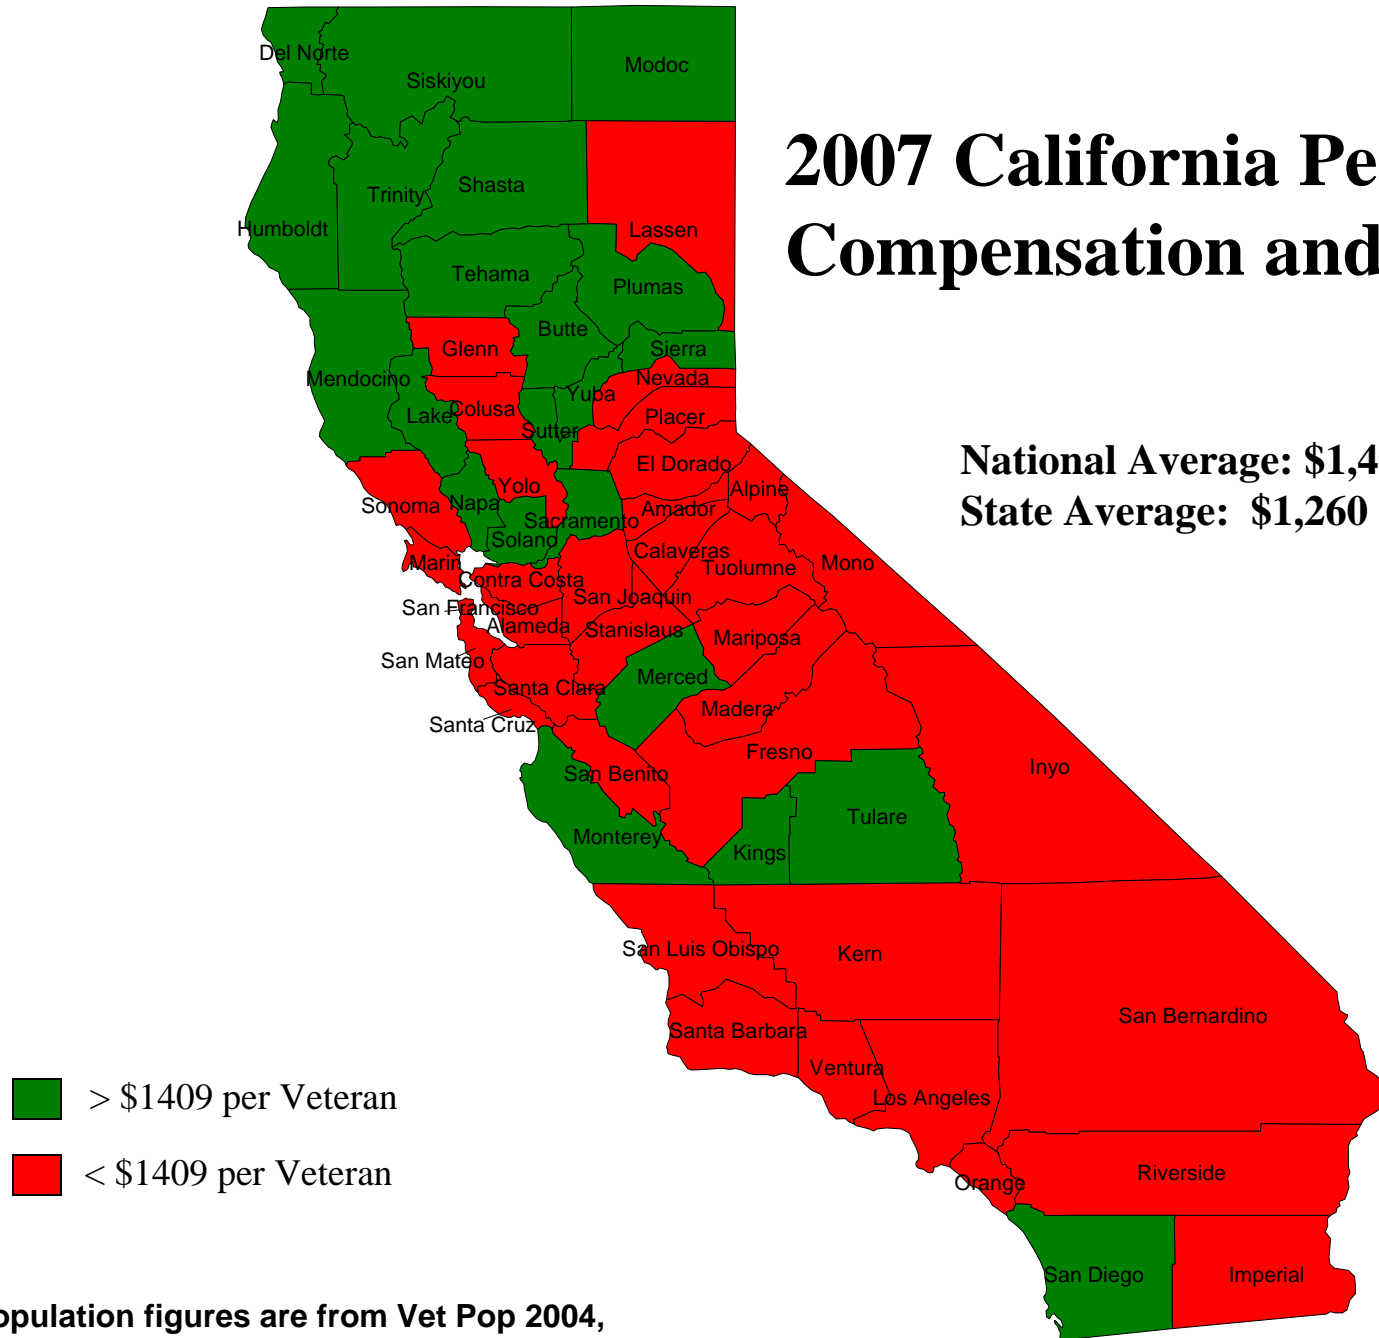 Del Norte
Siskiyou
Modoc
2007 California Pe
Compensation and
Trinity
Shasta
Humboldt
Lassen
Tehama
Plumas
Butte
Glenn
Sierra
Mendocino
Nevada
Yuba
Lake
Colusa
Placer
Sutter
National Average: $1,4
El Dorado
Yolo
Alpine
Sonoma
Napa
Amador
State Average:  $1,260
Sacramento
Solano
Calaveras
Marin
Tuolumne
Mono
Contra Costa
San Joaquin
San Francisco
Alameda
Stanislaus
Mariposa
San Mateo
Merced
Santa Clara
Madera
Santa Cruz
Fresno
Inyo
San Benito
Tulare
Monterey
Kings
San Luis Obispo
Kern
San Bernardino
Santa Barbara
Ventura
Los Angeles
> $1409 per Veteran
< $1409 per Veteran
Riverside
Orange
San Diego
Imperial
opulation figures are from Vet Pop 2004,